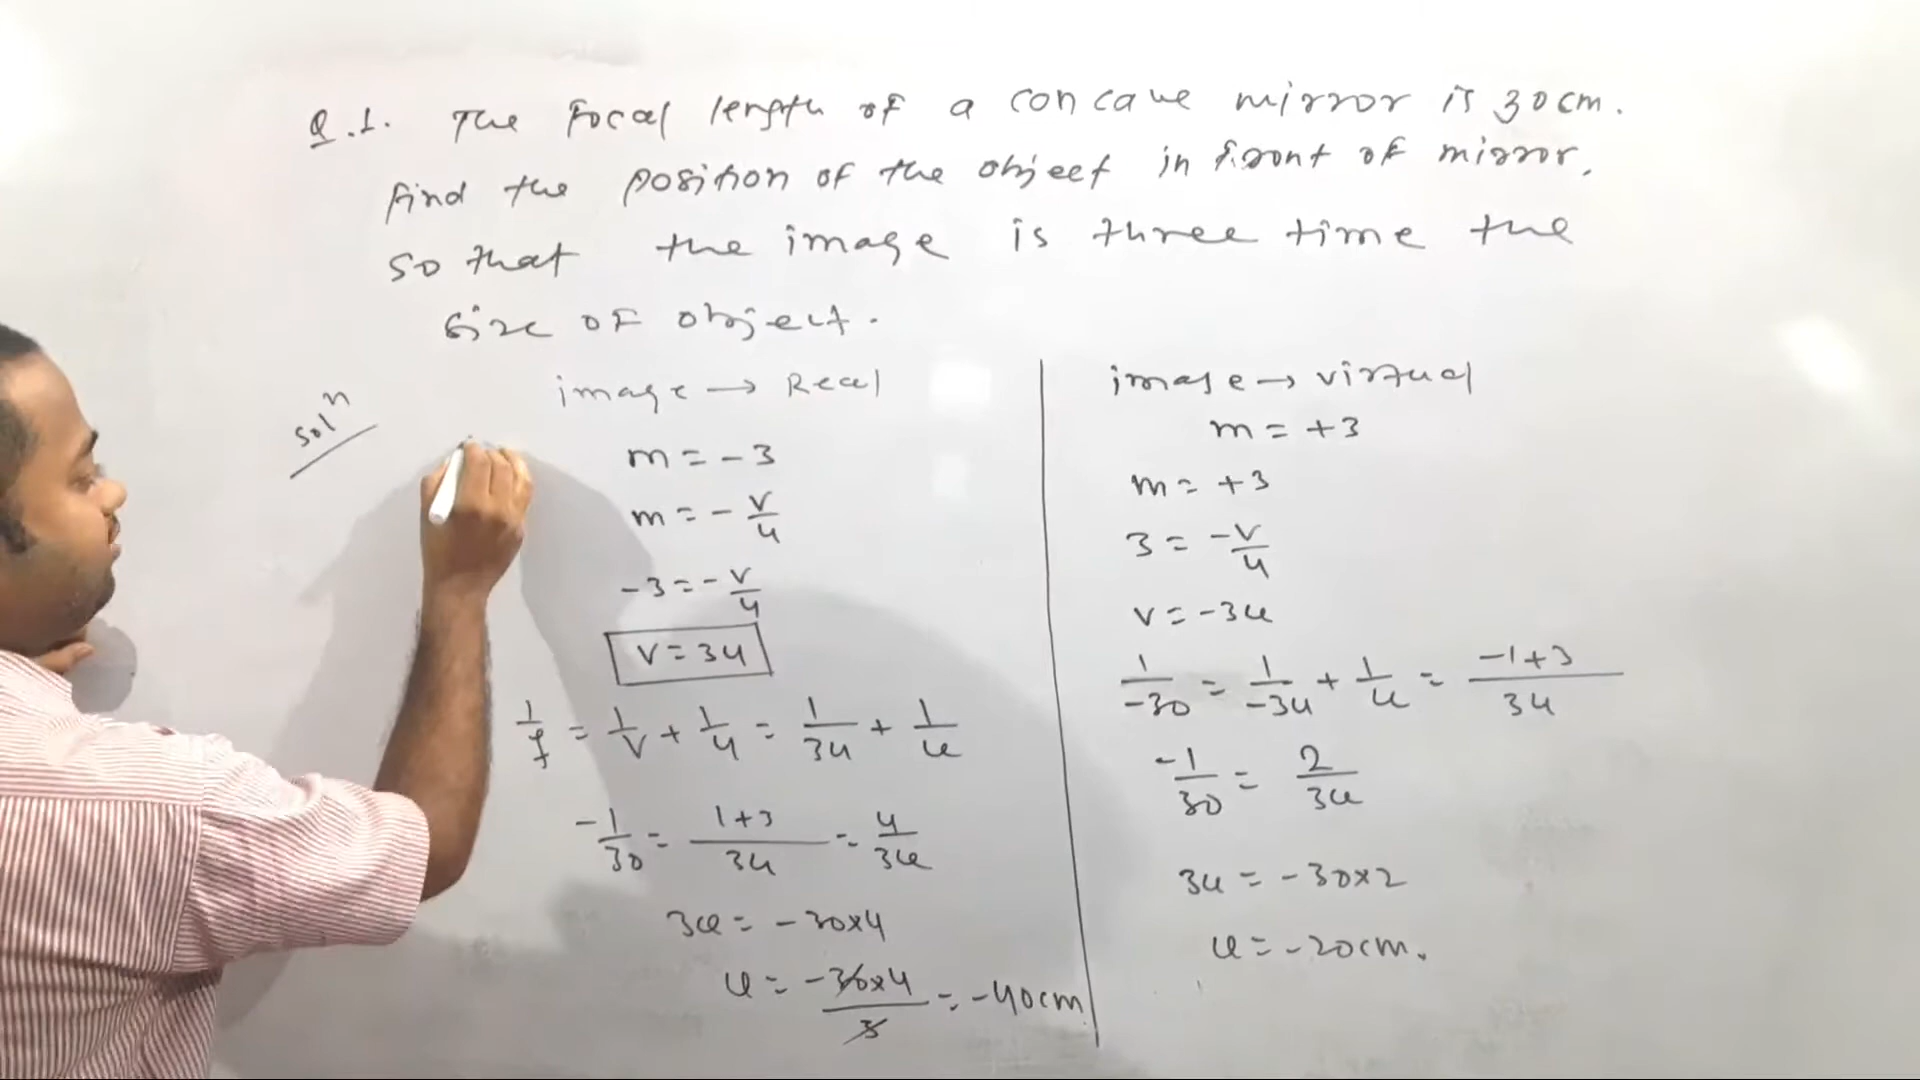 Q.1. The Focal length of a concave mirror is 30cm.
find the position of the object in front of mirror.
so that the image is three time the
size of object.
Solⁿ
image → Real
m = -3
m = - v/u
-3 = - v/u
v = 3u
1/f = 1/v + 1/u = 1/3u + 1/u
-1/30 = 1+3/3u = 4/3u
3u = -30×4
u = -30×4/3 = -40cm
image → virtual
m = +3
m = +3
3 = -v/u
v = -3u
1/-30 = 1/-3u + 1/u = -1+3/3u
-1/30 = 2/3u
3u = -30×2
u = -20cm.